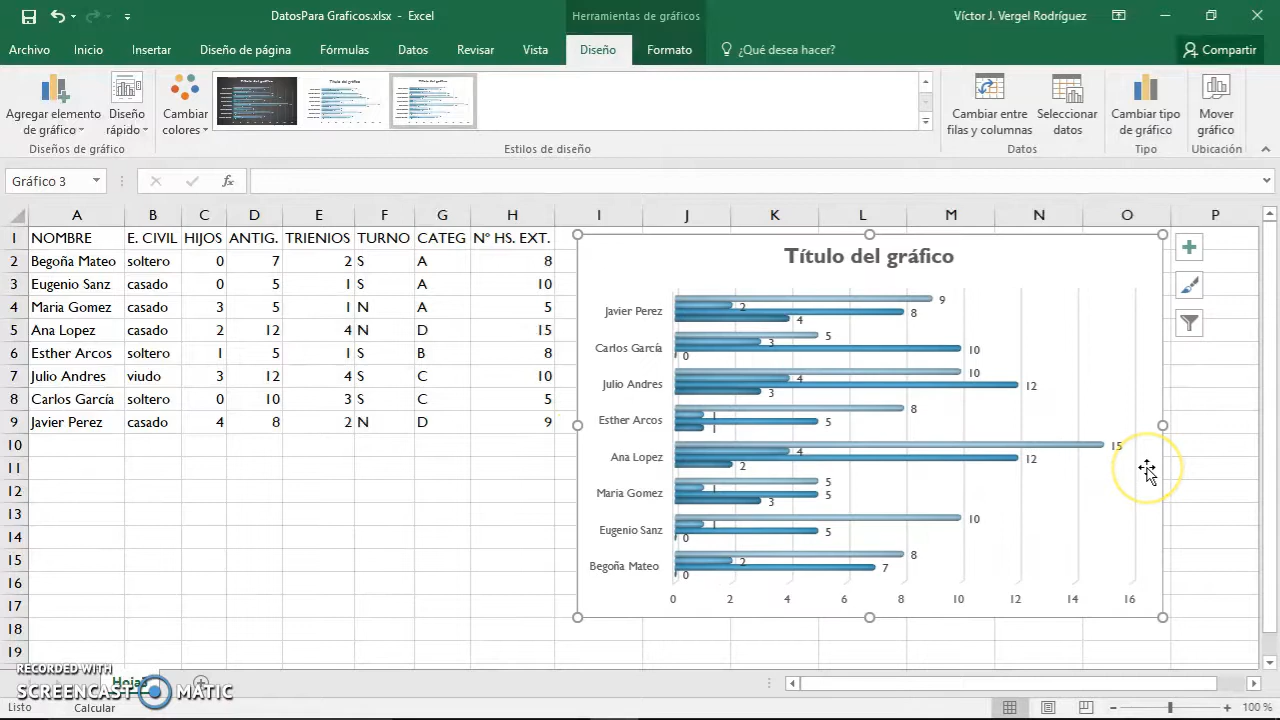 DatosPara Graficos.xlsx - Excel
Herramientas de gráficos
Víctor J. Vergel Rodríguez
Archivo Inicio Insertar Diseño de página Fórmulas Datos Revisar Vista Diseño Formato ¿Qué desea hacer? Compartir
Agregar elemento de gráfico
Diseño rápido
Cambiar colores
Cambiar entre filas y columnas
Seleccionar datos
Cambiar tipo de gráfico
Mover gráfico
Diseños de gráfico Estilos de diseño Datos Tipo Ubicación
Gráfico 3 fx
A B C D E F G H I J K L M N O P
1 NOMBRE E. CIVIL HIJOS ANTIG. TRIENIOS TURNO CATEG Nº HS. EXT.
2 Begoña Mateo soltero 0 7 2 S A 8
3 Eugenio Sanz casado 0 5 1 S A 10
4 Maria Gomez casado 3 5 1 N A 5
5 Ana Lopez casado 2 12 4 N D 15
6 Esther Arcos soltero 1 5 1 S B 8
7 Julio Andres viudo 3 12 4 S C 10
8 Carlos García soltero 0 10 3 S C 5
9 Javier Perez casado 4 8 2 N D 9
10
11
12
13
14
15
16
17
18
19
Título del gráfico
Javier Perez 9 2 8 4
Carlos García 5 3 10 0
Julio Andres 10 4 12 3
Esther Arcos 8 1 5 1
Ana Lopez 15 4 12 2
Maria Gomez 5 1 5 3
Eugenio Sanz 10 1 5 0
Begoña Mateo 8 2 7 0
0 2 4 6 8 10 12 14 16
RECORDED WITH
SCREENCAST MATIC
Listo Calcular 100 %